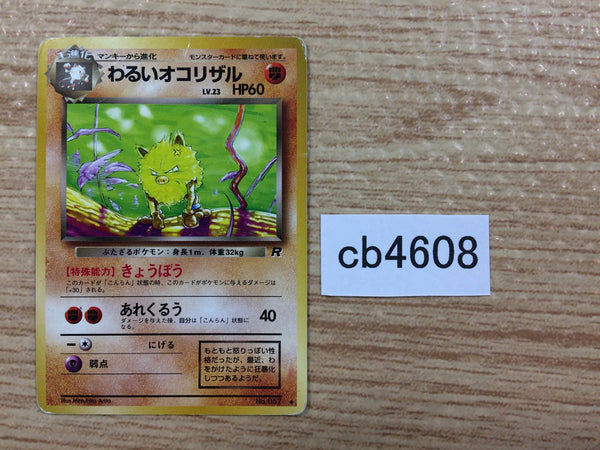 1進化
マンキーから進化
モンスターカードに重ねて使います。
わるいオコリザル
LV.23 HP60
ぶたざるポケモン:身長1m、体重32kg
R
【特殊能力】きょうぼう
このカードが「こんらん」状態の時、このカードがポケモンに与えるダメージは
「+30」される。
あれくるう 40
ダメージを与えた後、自分は「こんらん」状態に
なる。
にげる
弱点
もともと怒りっぽい性
格だったが、最近、わ
をかけたように狂暴化
しつつあるようだ。
Illus. Mitsuhiro Arita
No.057
cb4608